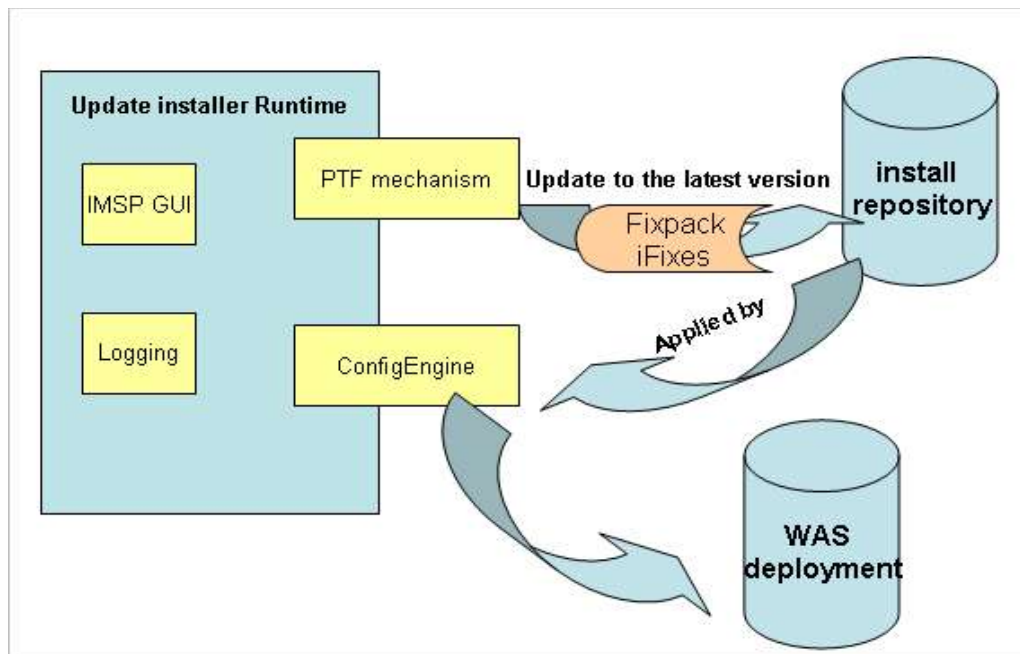 Update installer Runtime
IMSP GUI
PTF mechanism
Update to the latest version
Fixpack
iFixes
install
repository
Logging
ConfigEngine
Applied by
WAS
deployment